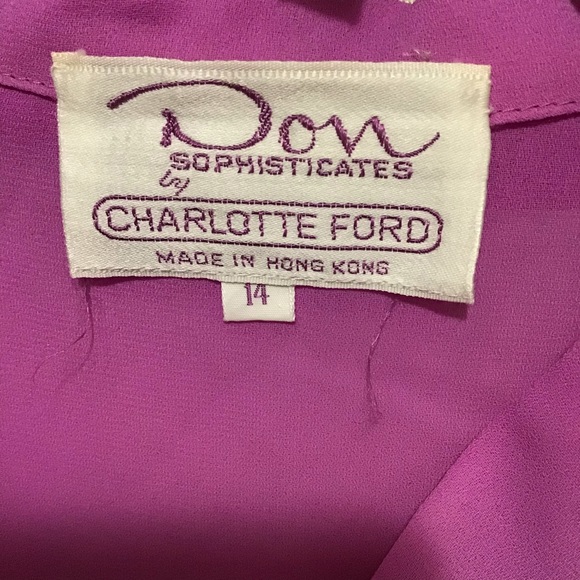 Don
SOPHISTICATES
by
CHARLOTTE FORD
MADE IN HONG KONG
14